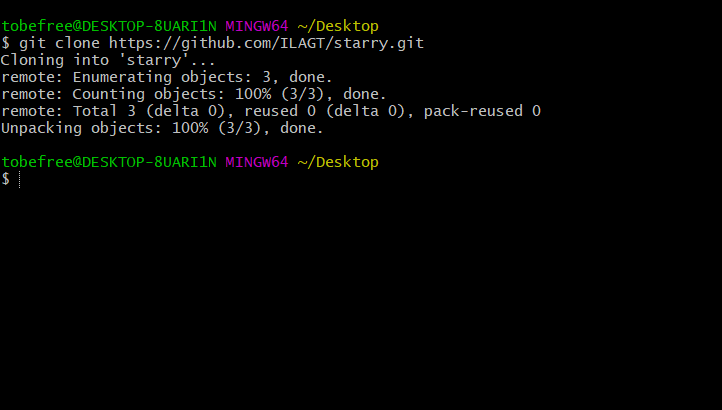 tobefree@DESKTOP-8UARI1N MINGW64 ~/Desktop
$ git clone https://github.com/ILAGT/starry.git
Cloning into 'starry'...
remote: Enumerating objects: 3, done.
remote: Counting objects: 100% (3/3), done.
remote: Total 3 (delta 0), reused 0 (delta 0), pack-reused 0
Unpacking objects: 100% (3/3), done.
tobefree@DESKTOP-8UARI1N MINGW64 ~/Desktop
$